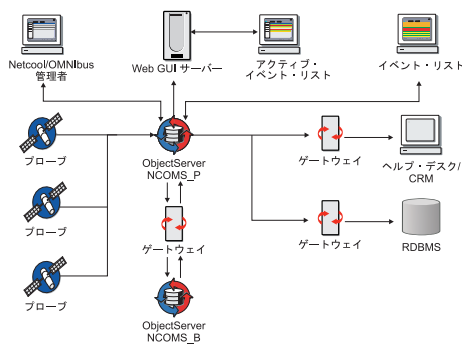 Netcool/OMNIbus
管理者
Web GUI サーバー
アクティブ・
イベント・リスト
イベント・リスト
プローブ
ObjectServer
NCOMS_P
ゲートウェイ
ヘルプ・デスク/
CRM
プローブ
ゲートウェイ
ゲートウェイ
RDBMS
プローブ
ObjectServer
NCOMS_B